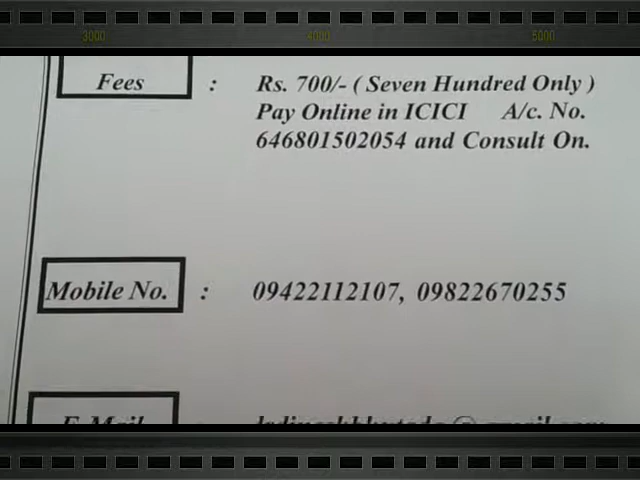 3000 4000 5000
Fees : Rs. 700/- ( Seven Hundred Only )
Pay Online in ICICI A/c. No.
646801502054 and Consult On.
Mobile No. : 09422112107, 09822670255
E-Mail :